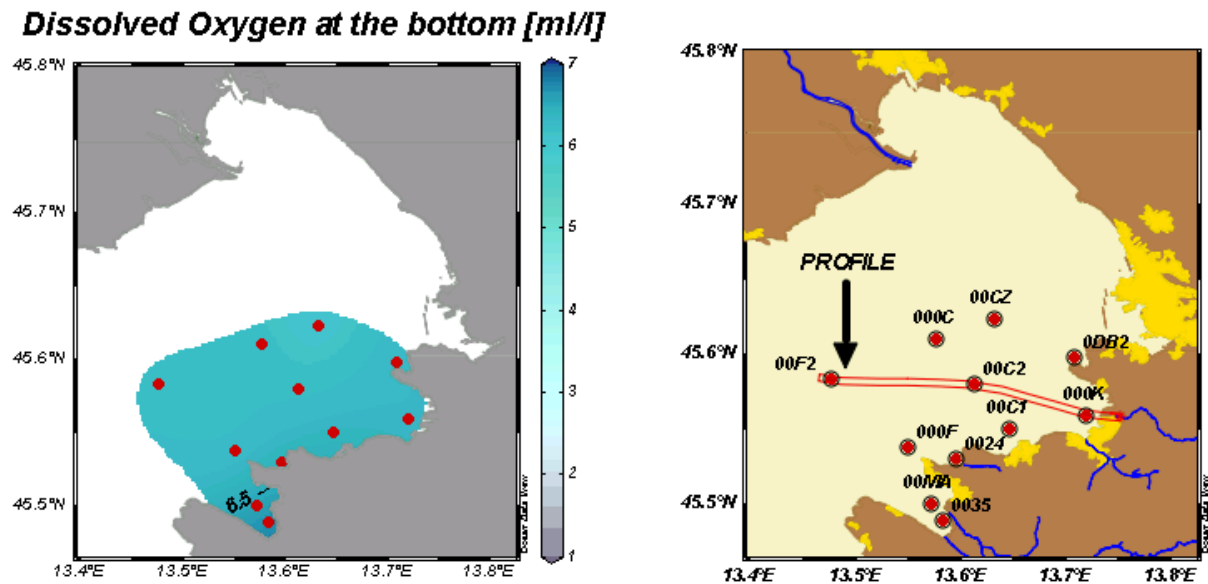 Dissolved Oxygen at the bottom [ml/l]
45.8°N
45.7°N
45.6°N
45.5°N
13.4°E
13.5°E
13.6°E
13.7°E
13.8°E
6.5
7
6
5
4
3
2
1
Ocean Data View
45.8°N
45.7°N
45.6°N
45.5°N
13.4°E
13.5°E
13.6°E
13.7°E
13.8°E
PROFILE
00CZ
000C
0DB2
00F2
00C2
000K
00C1
000F
0024
00MA
0035
Ocean Data View